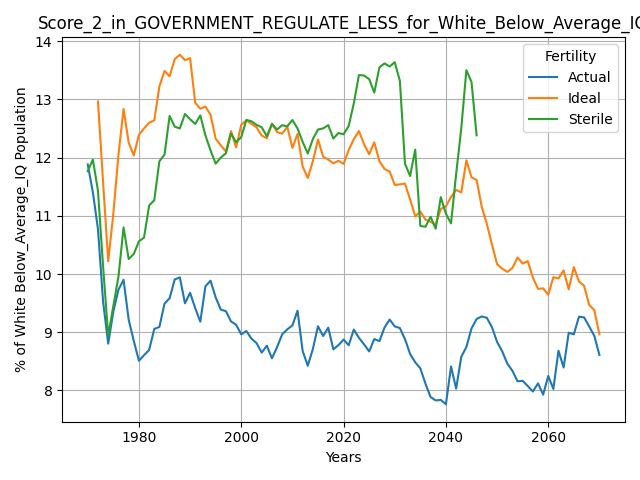 Score_2_in_GOVERNMENT_REGULATE_LESS_for_White_Below_Average_IQ
14
13
12
11
10
9
8
% of White Below_Average_IQ Population
Fertility
Actual
Ideal
Sterile
1980
2000
2020
2040
2060
Years